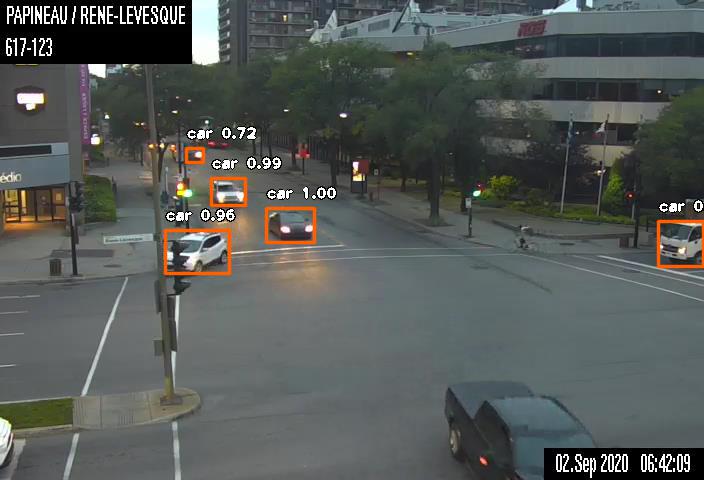 PAPINEAU / RENE-LEVESQUE
617-123
car 0.72
car 0.99
car 1.00
car 0.96
car 0
édia
02.Sep 2020 06:42:09